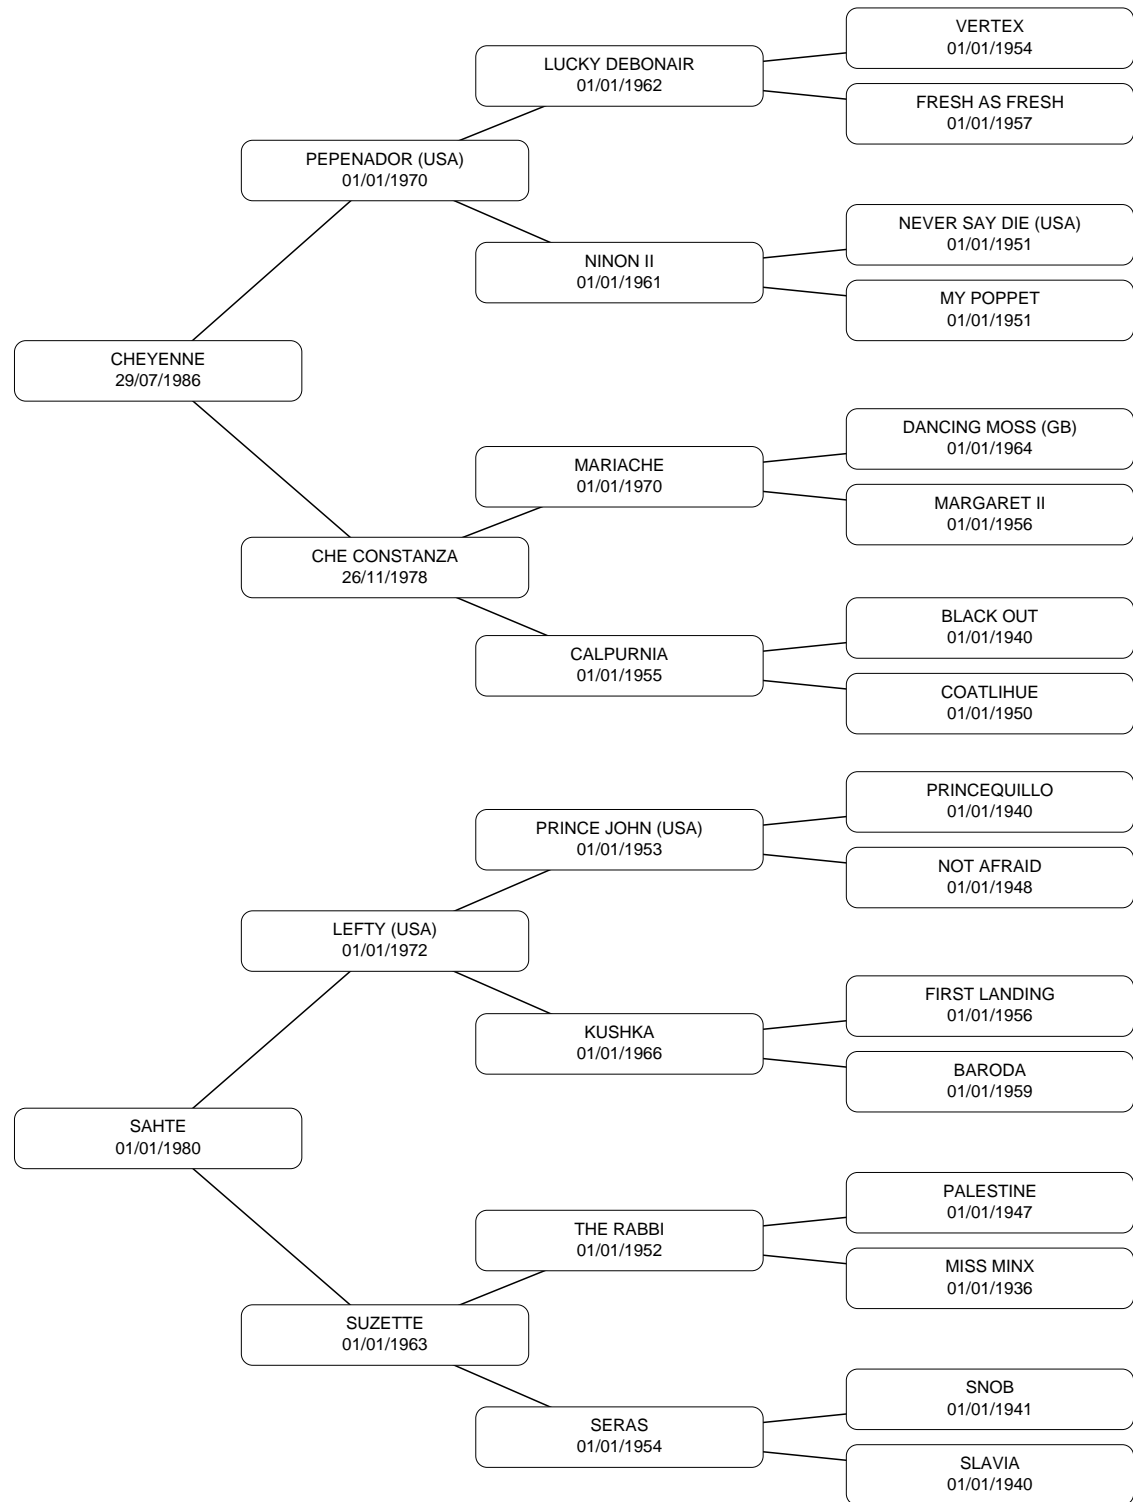 VERTEX
01/01/1954
LUCKY DEBONAIR
01/01/1962
FRESH AS FRESH
01/01/1957
PEPENADOR (USA)
01/01/1970
NEVER SAY DIE (USA)
01/01/1951
NINON II
01/01/1961
MY POPPET
01/01/1951
CHEYENNE
29/07/1986
DANCING MOSS (GB)
01/01/1964
MARIACHE
01/01/1970
MARGARET II
01/01/1956
CHE CONSTANZA
26/11/1978
BLACK OUT
01/01/1940
CALPURNIA
01/01/1955
COATLIHUE
01/01/1950
PRINCEQUILLO
01/01/1940
PRINCE JOHN (USA)
01/01/1953
NOT AFRAID
01/01/1948
LEFTY (USA)
01/01/1972
FIRST LANDING
01/01/1956
KUSHKA
01/01/1966
BARODA
01/01/1959
SAHTE
01/01/1980
PALESTINE
01/01/1947
THE RABBI
01/01/1952
MISS MINX
01/01/1936
SUZETTE
01/01/1963
SNOB
01/01/1941
SERAS
01/01/1954
SLAVIA
01/01/1940